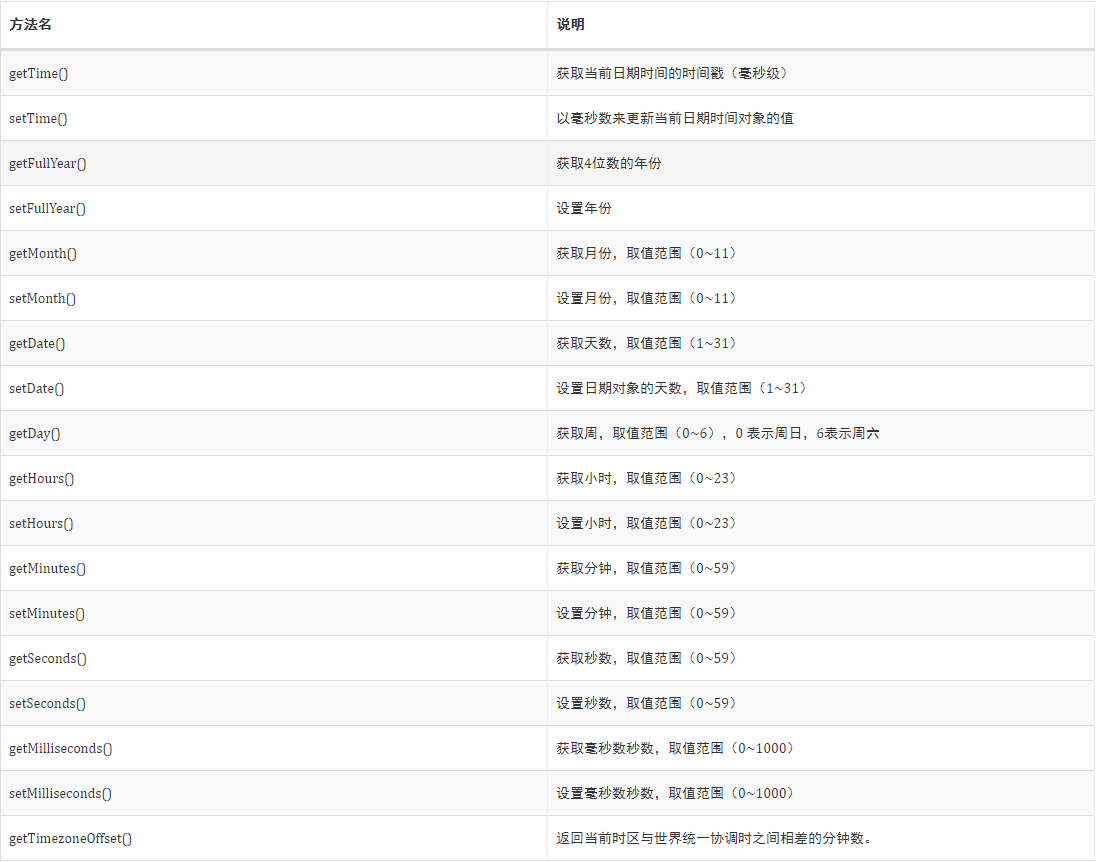 方法名 说明
getTime() 获取当前日期时间的时间戳（毫秒级）
setTime() 以毫秒数来更新当前日期时间对象的值
getFullYear() 获取4位数的年份
setFullYear() 设置年份
getMonth() 获取月份，取值范围（0~11）
setMonth() 设置月份，取值范围（0~11）
getDate() 获取天数，取值范围（1~31）
setDate() 设置日期对象的天数，取值范围（1~31）
getDay() 获取周，取值范围（0~6），0 表示周日，6表示周六
getHours() 获取小时，取值范围（0~23）
setHours() 设置小时，取值范围（0~23）
getMinutes() 获取分钟，取值范围（0~59）
setMinutes() 设置分钟，取值范围（0~59）
getSeconds() 获取秒数，取值范围（0~59）
setSeconds() 设置秒数，取值范围（0~59）
getMilliseconds() 获取毫秒数秒数，取值范围（0~1000）
setMilliseconds() 设置毫秒数秒数，取值范围（0~1000）
getTimezoneOffset() 返回当前时区与世界统一协调时之间相差的分钟数。